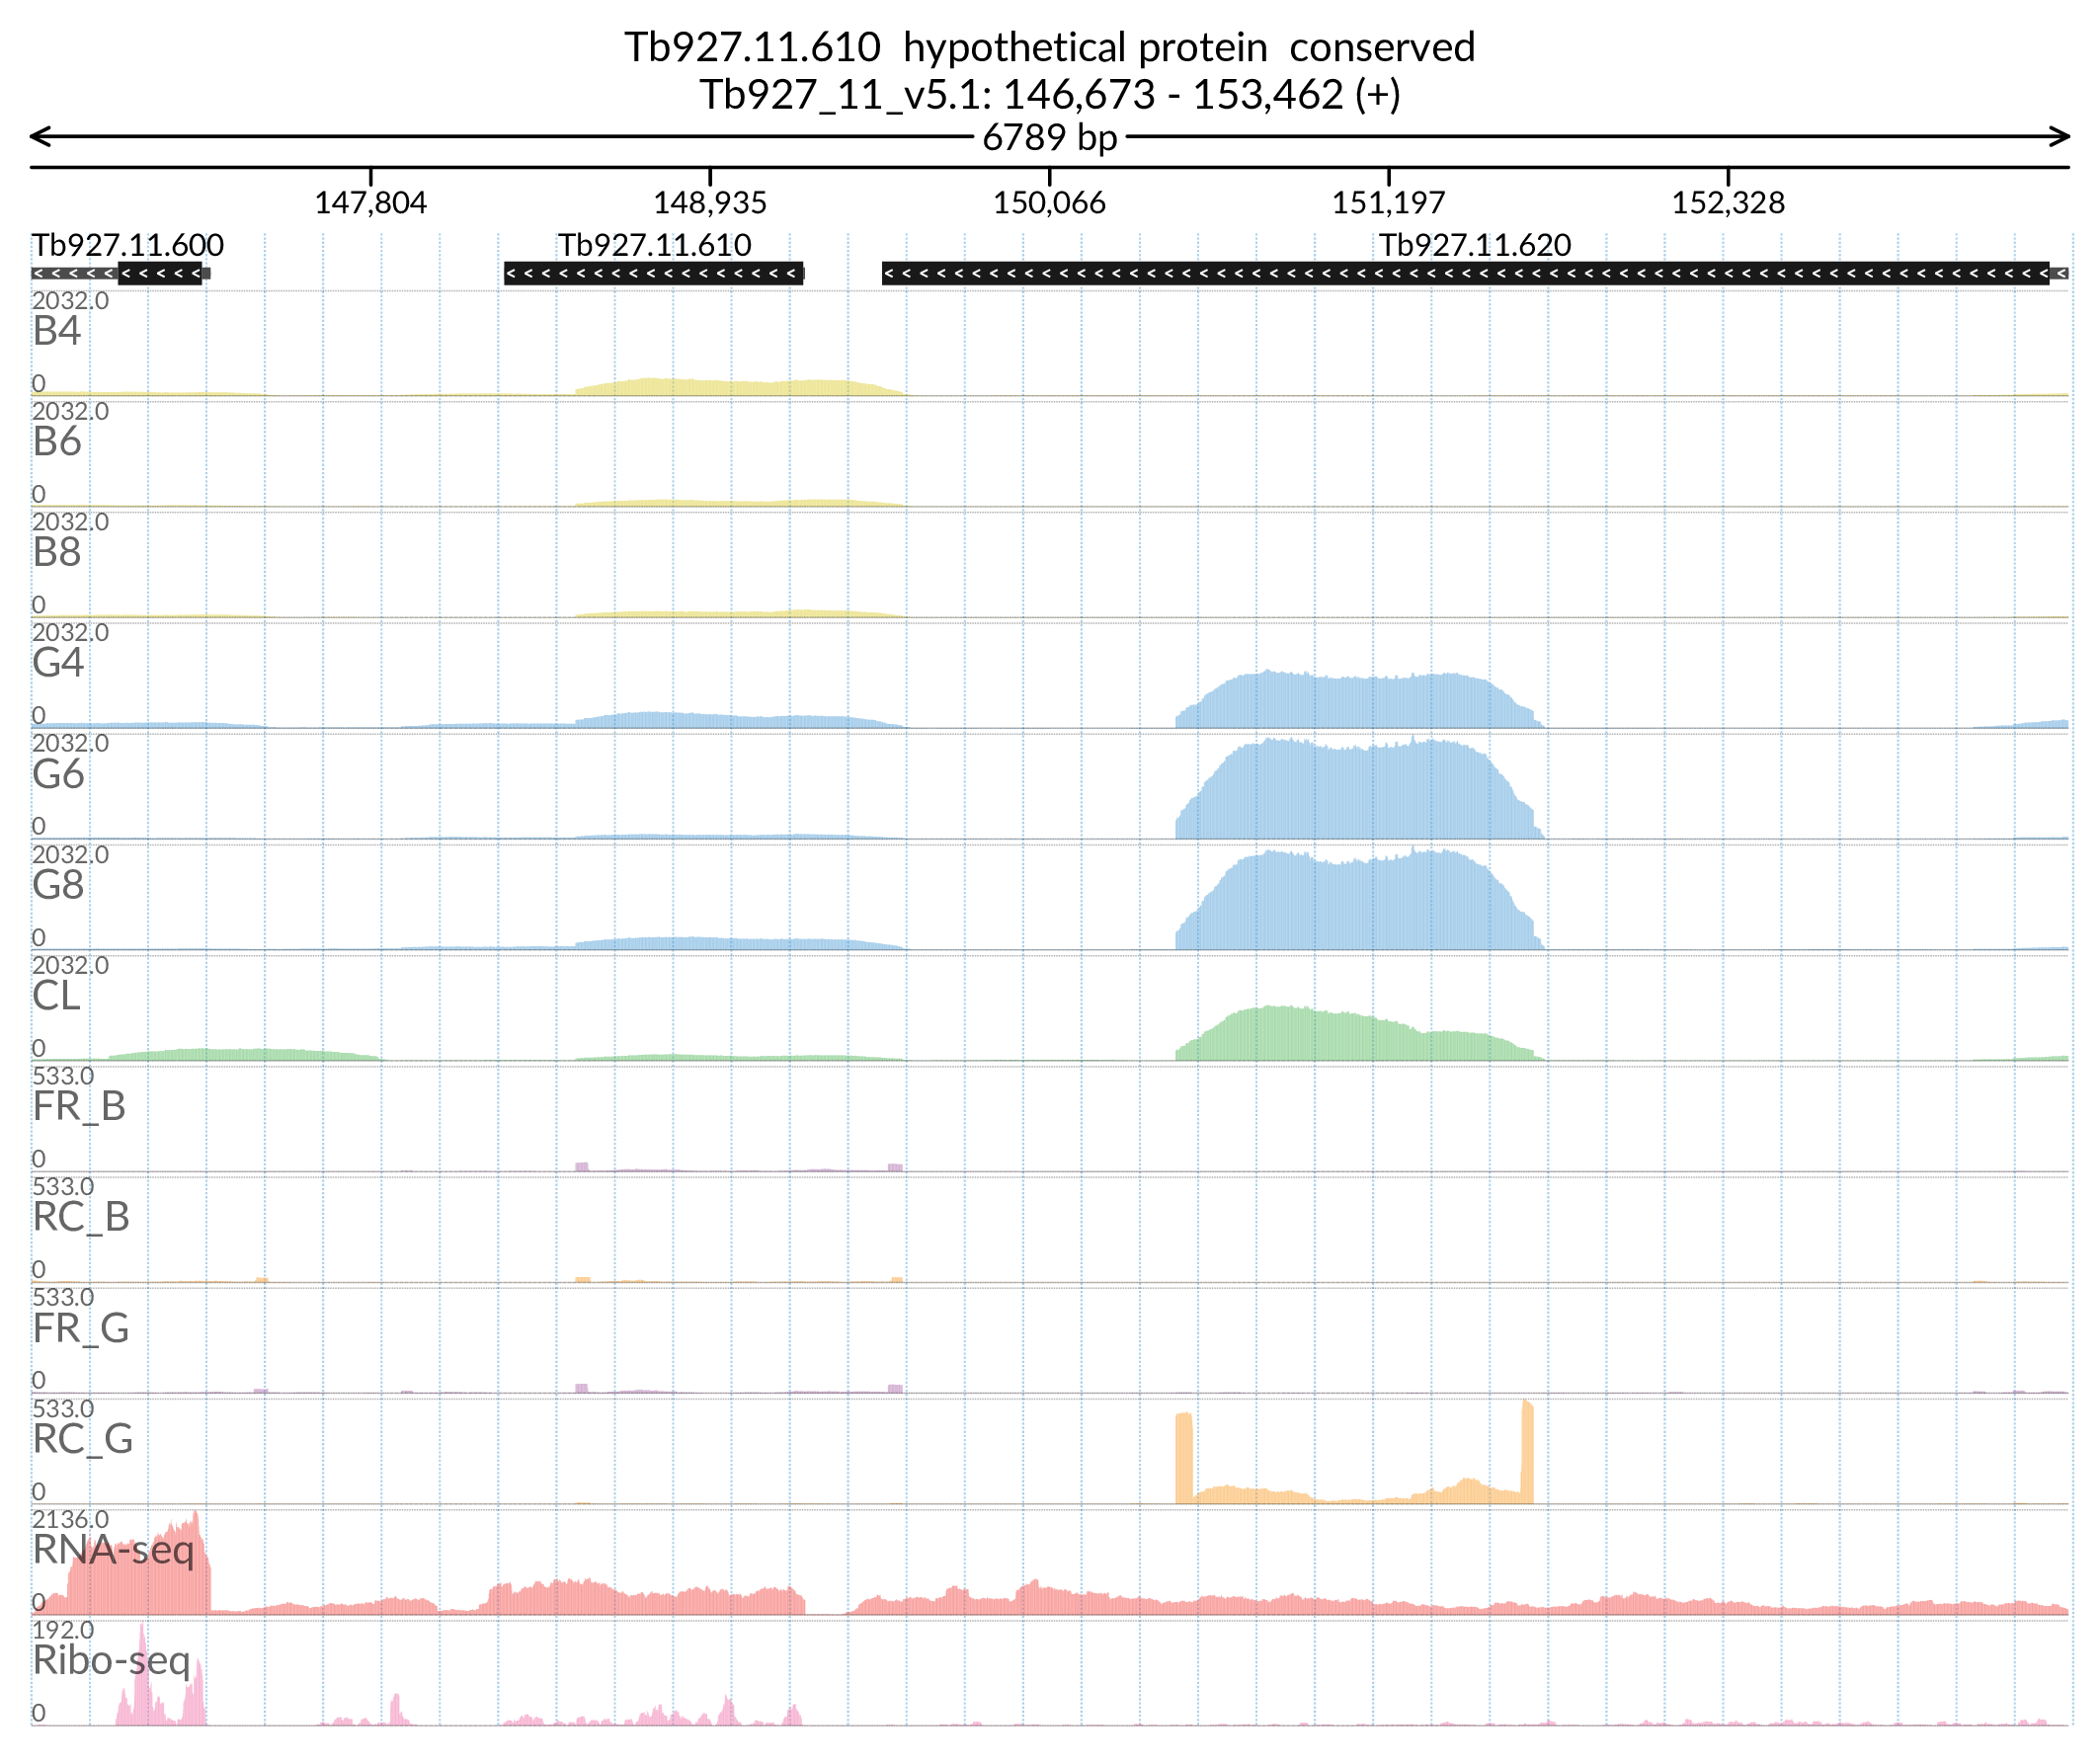 Tb927.11.610 hypothetical protein conserved
Tb927_11_v5.1: 146,673 - 153,462 (+)
6789 bp
147,804 148,935 150,066 151,197 152,328
Tb927.11.600 Tb927.11.610 Tb927.11.620
2032.0
B4
0
2032.0
B6
0
2032.0
B8
0
2032.0
G4
0
2032.0
G6
0
2032.0
G8
0
2032.0
CL
0
533.0
FR_B
0
533.0
RC_B
0
533.0
FR_G
0
533.0
RC_G
0
2136.0
RNA-seq
0
192.0
Ribo-seq
0